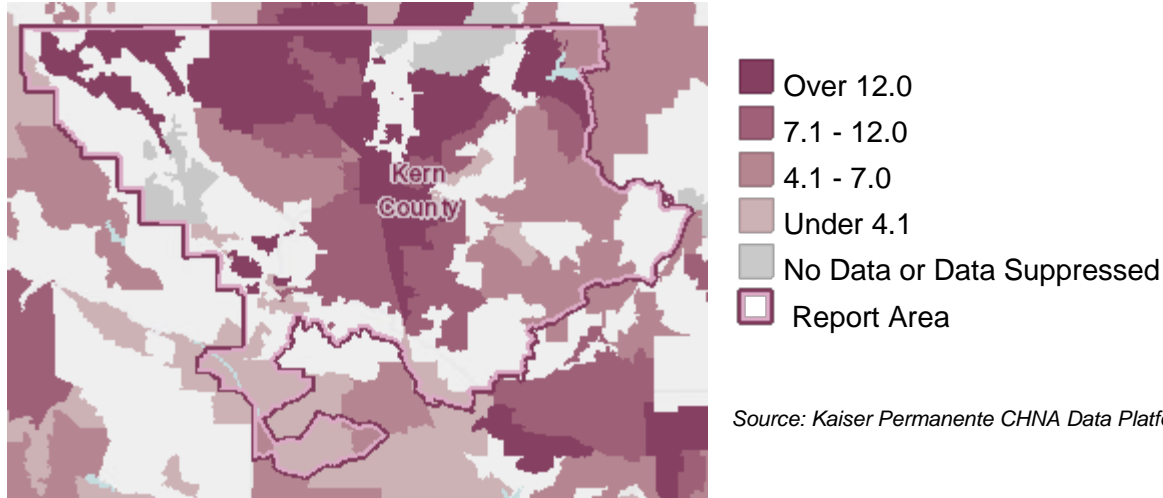 Kern
County
Over 12.0
7.1 - 12.0
4.1 - 7.0
Under 4.1
No Data or Data Suppressed
Report Area
Source: Kaiser Permanente CHNA Data Platfo